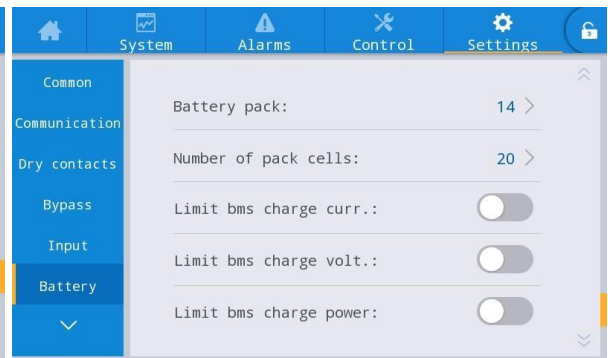 System
Alarms
Control
Settings
Common
Communication
Dry contacts
Bypass
Input
Battery
Battery pack: 14
Number of pack cells: 20
Limit bms charge curr.:
Limit bms charge volt.:
Limit bms charge power: